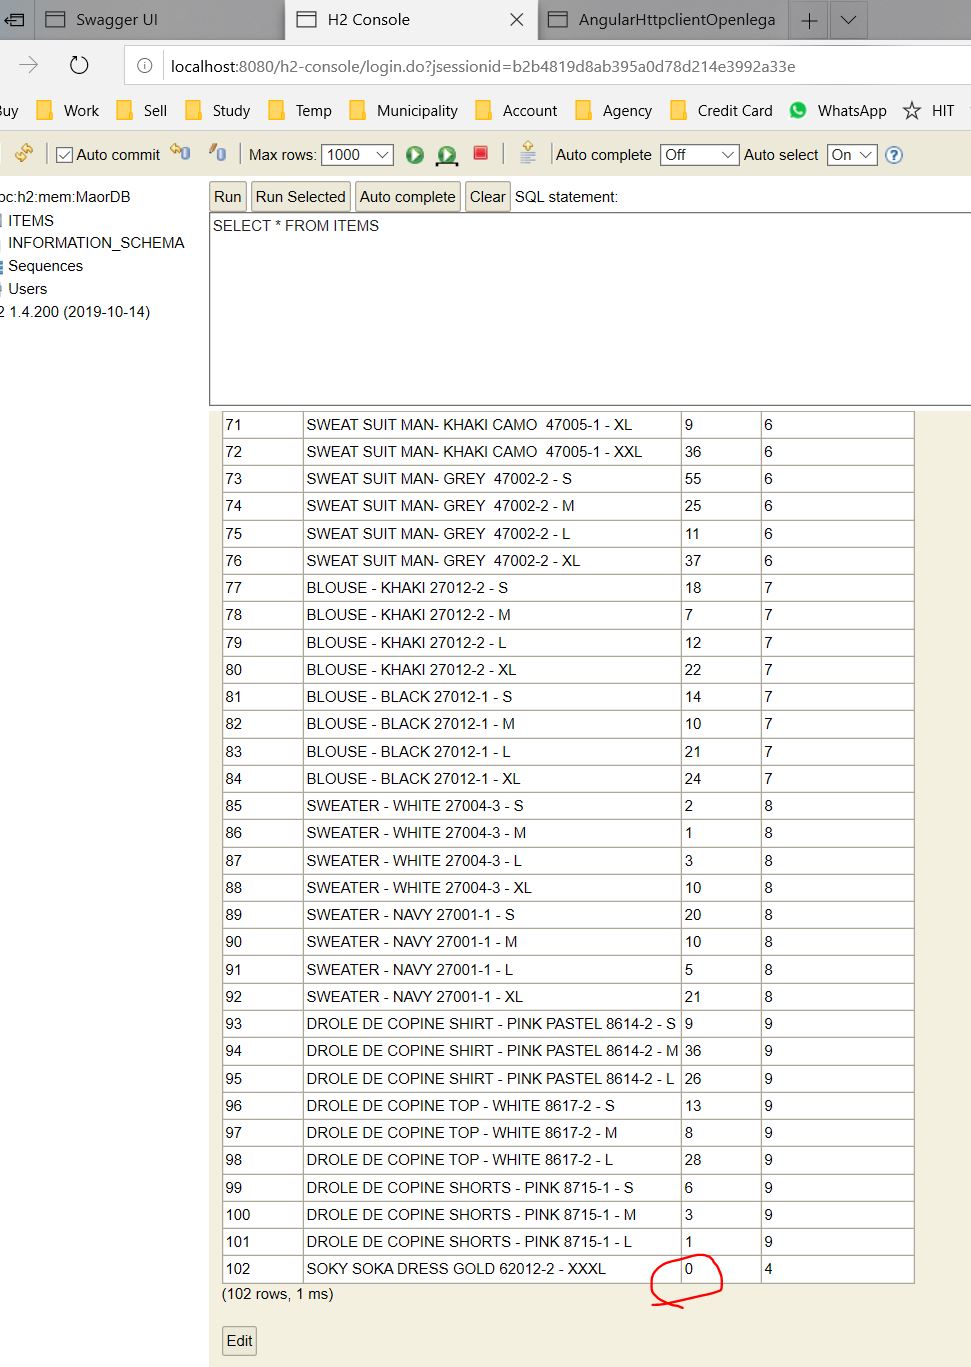 Swagger UI H2 Console AngularHttpclientOpenlega
localhost:8080/h2-console/login.do?jsessionid=b2b4819d8ab395a0d78d214e3992a33e
Buy Work Sell Study Temp Municipality Account Agency Credit Card WhatsApp HIT
Auto commit Max rows: 1000 Auto complete Off Auto select On ?
bc:h2:mem:MaorDB
ITEMS
INFORMATION_SCHEMA
Sequences
Users
2 1.4.200 (2019-10-14)
Run Run Selected Auto complete Clear SQL statement:
SELECT * FROM ITEMS
71 SWEAT SUIT MAN- KHAKI CAMO  47005-1 - XL 9 6
72 SWEAT SUIT MAN- KHAKI CAMO  47005-1 - XXL 36 6
73 SWEAT SUIT MAN- GREY  47002-2 - S 55 6
74 SWEAT SUIT MAN- GREY  47002-2 - M 25 6
75 SWEAT SUIT MAN- GREY  47002-2 - L 11 6
76 SWEAT SUIT MAN- GREY  47002-2 - XL 37 6
77 BLOUSE - KHAKI 27012-2 - S 18 7
78 BLOUSE - KHAKI 27012-2 - M 7 7
79 BLOUSE - KHAKI 27012-2 - L 12 7
80 BLOUSE - KHAKI 27012-2 - XL 22 7
81 BLOUSE - BLACK 27012-1 - S 14 7
82 BLOUSE - BLACK 27012-1 - M 10 7
83 BLOUSE - BLACK 27012-1 - L 21 7
84 BLOUSE - BLACK 27012-1 - XL 24 7
85 SWEATER - WHITE 27004-3 - S 2 8
86 SWEATER - WHITE 27004-3 - M 1 8
87 SWEATER - WHITE 27004-3 - L 3 8
88 SWEATER - WHITE 27004-3 - XL 10 8
89 SWEATER - NAVY 27001-1 - S 20 8
90 SWEATER - NAVY 27001-1 - M 10 8
91 SWEATER - NAVY 27001-1 - L 5 8
92 SWEATER - NAVY 27001-1 - XL 21 8
93 DROLE DE COPINE SHIRT - PINK PASTEL 8614-2 - S 9 9
94 DROLE DE COPINE SHIRT - PINK PASTEL 8614-2 - M 36 9
95 DROLE DE COPINE SHIRT - PINK PASTEL 8614-2 - L 26 9
96 DROLE DE COPINE TOP - WHITE 8617-2 - S 13 9
97 DROLE DE COPINE TOP - WHITE 8617-2 - M 8 9
98 DROLE DE COPINE TOP - WHITE 8617-2 - L 28 9
99 DROLE DE COPINE SHORTS - PINK 8715-1 - S 6 9
100 DROLE DE COPINE SHORTS - PINK 8715-1 - M 3 9
101 DROLE DE COPINE SHORTS - PINK 8715-1 - L 1 9
102 SOKY SOKA DRESS GOLD 62012-2 - XXXL 0 4
(102 rows, 1 ms)
Edit